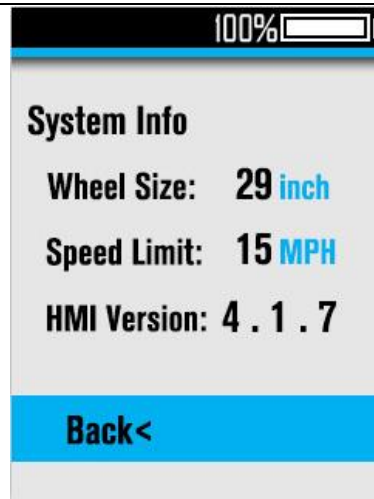 100%
System Info
Wheel Size: 29 inch
Speed Limit: 15 MPH
HMI Version: 4 . 1 . 7
Back<